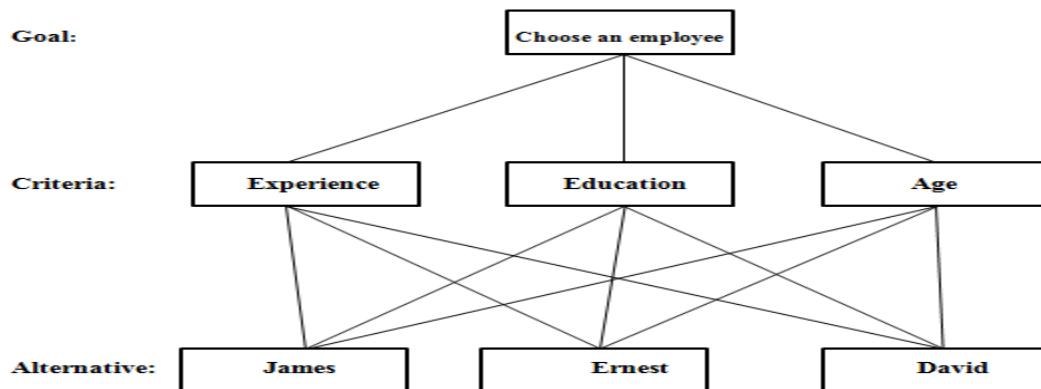 Goal: Choose an employee
Criteria: Experience Education Age
Alternative: James Ernest David